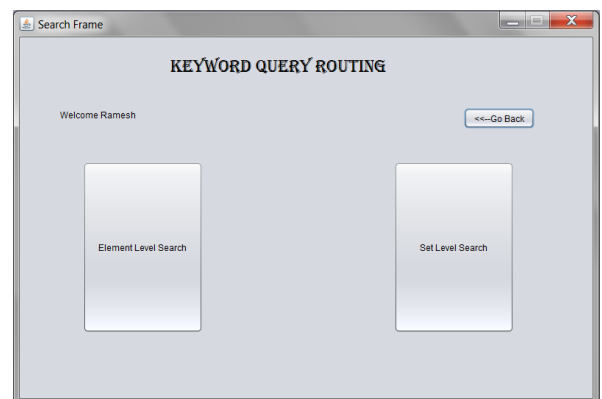 Search Frame
KEYWORD QUERY ROUTING
Welcome Ramesh
<<--Go Back
Element Level Search
Set Level Search